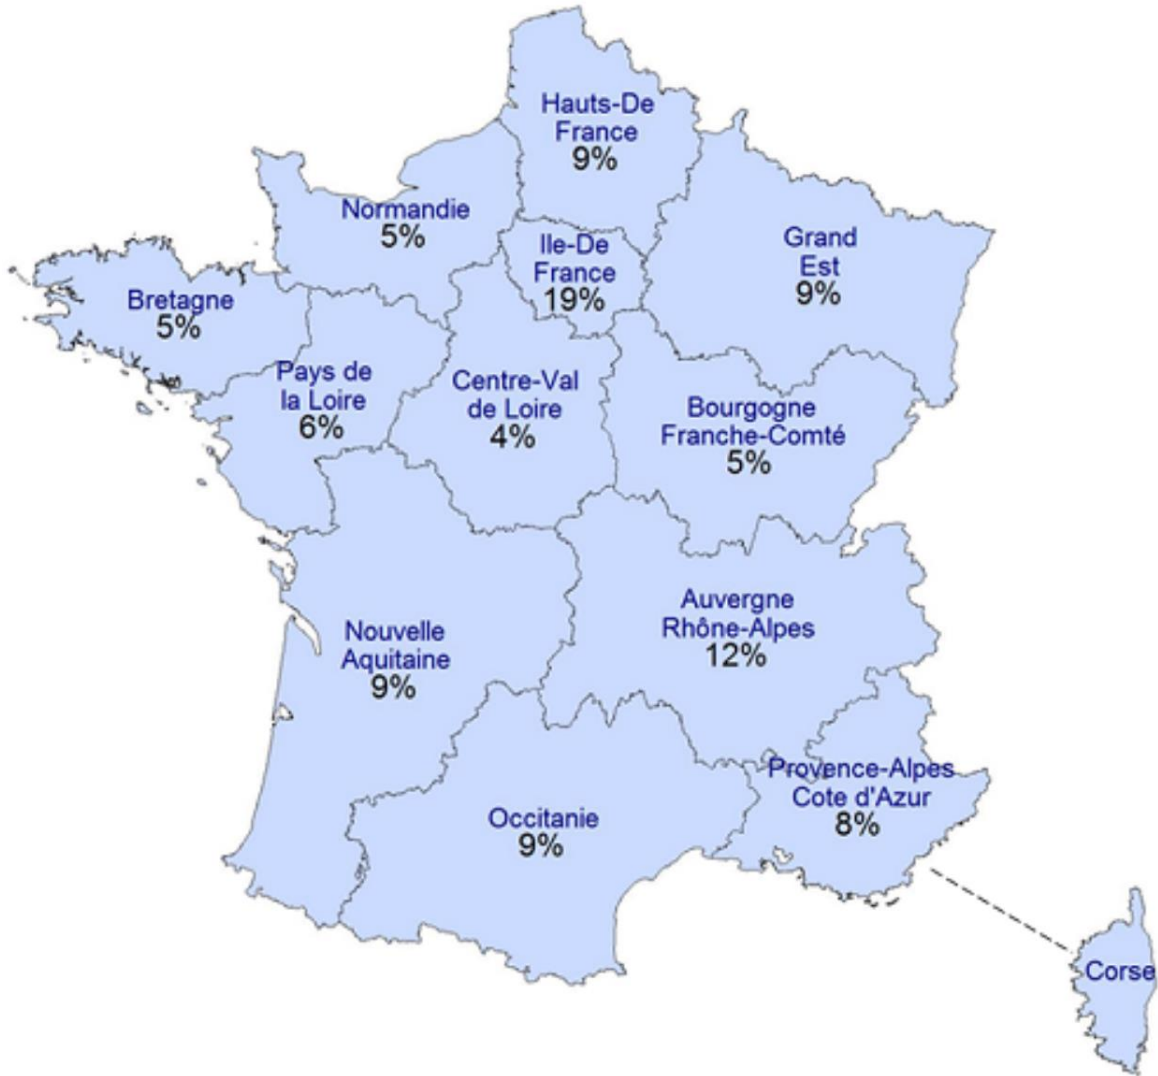 Hauts-De
France
9%
Normandie
5%
Ile-De
France
19%
Grand
Est
9%
Bretagne
5%
Pays de
la Loire
6%
Centre-Val
de Loire
4%
Bourgogne
Franche-Comté
5%
Auvergne
Rhône-Alpes
12%
Nouvelle
Aquitaine
9%
Provence-Alpes
Cote d'Azur
8%
Occitanie
9%
Corse